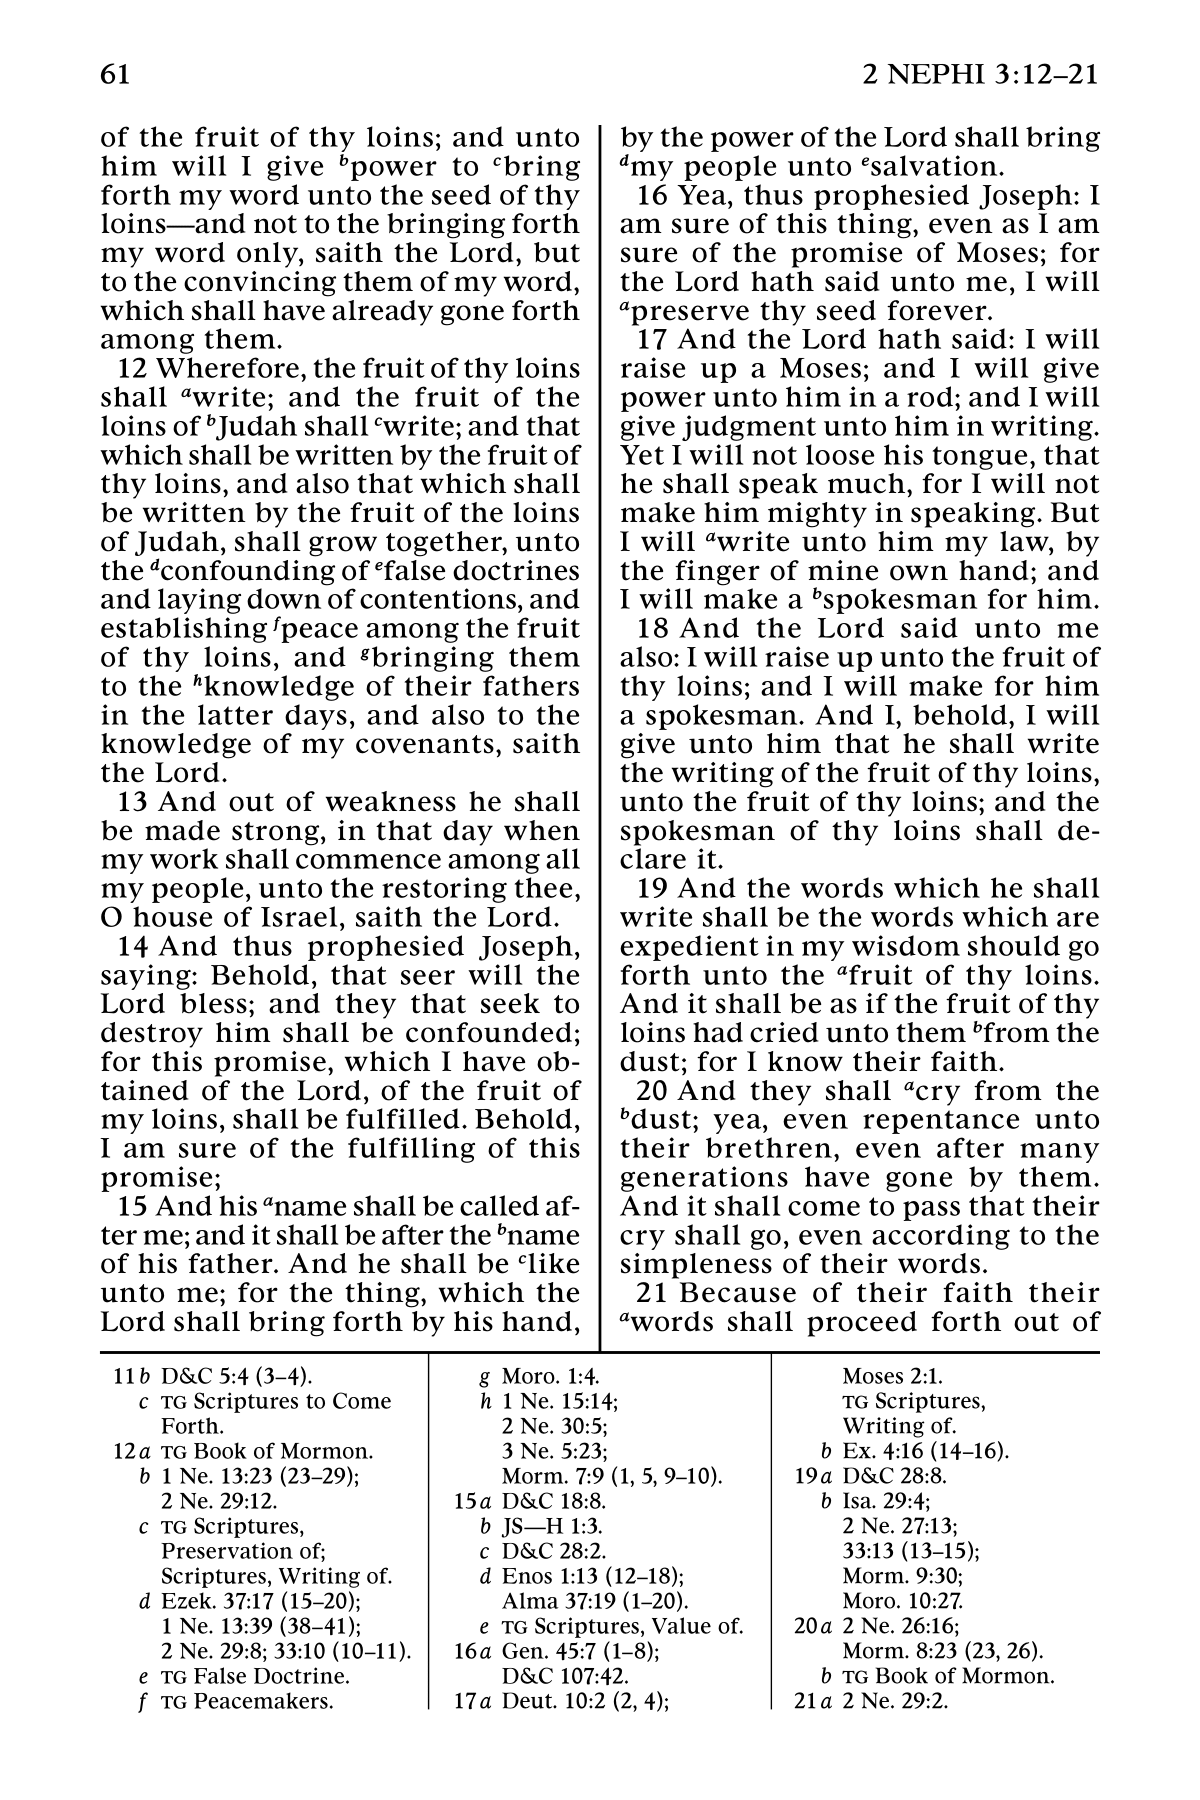 61
2 NEPHI 3:12–21
of the fruit of thy loins; and unto
him will I give bpower to cbring
forth my word unto the seed of thy
loins—and not to the bringing forth
my word only, saith the Lord, but
to the convincing them of my word,
which shall have already gone forth
among them.
12 Wherefore, the fruit of thy loins
shall awrite; and the fruit of the
loins of bJudah shall cwrite; and that
which shall be written by the fruit of
thy loins, and also that which shall
be written by the fruit of the loins
of Judah, shall grow together, unto
the dconfounding of efalse doctrines
and laying down of contentions, and
establishing fpeace among the fruit
of thy loins, and gbringing them
to the hknowledge of their fathers
in the latter days, and also to the
knowledge of my covenants, saith
the Lord.
13 And out of weakness he shall
be made strong, in that day when
my work shall commence among all
my people, unto the restoring thee,
O house of Israel, saith the Lord.
14 And thus prophesied Joseph,
saying: Behold, that seer will the
Lord bless; and they that seek to
destroy him shall be confounded;
for this promise, which I have ob-
tained of the Lord, of the fruit of
my loins, shall be fulfilled. Behold,
I am sure of the fulfilling of this
promise;
15 And his aname shall be called af-
ter me; and it shall be after the bname
of his father. And he shall be clike
unto me; for the thing, which the
Lord shall bring forth by his hand,
by the power of the Lord shall bring
dmy people unto esalvation.
16 Yea, thus prophesied Joseph: I
am sure of this thing, even as I am
sure of the promise of Moses; for
the Lord hath said unto me, I will
apreserve thy seed forever.
17 And the Lord hath said: I will
raise up a Moses; and I will give
power unto him in a rod; and I will
give judgment unto him in writing.
Yet I will not loose his tongue, that
he shall speak much, for I will not
make him mighty in speaking. But
I will awrite unto him my law, by
the finger of mine own hand; and
I will make a bspokesman for him.
18 And the Lord said unto me
also: I will raise up unto the fruit of
thy loins; and I will make for him
a spokesman. And I, behold, I will
give unto him that he shall write
the writing of the fruit of thy loins,
unto the fruit of thy loins; and the
spokesman of thy loins shall de-
clare it.
19 And the words which he shall
write shall be the words which are
expedient in my wisdom should go
forth unto the afruit of thy loins.
And it shall be as if the fruit of thy
loins had cried unto them bfrom the
dust; for I know their faith.
20 And they shall acry from the
bdust; yea, even repentance unto
their brethren, even after many
generations have gone by them.
And it shall come to pass that their
cry shall go, even according to the
simpleness of their words.
21 Because of their faith their
awords shall proceed forth out of
11 b D&C 5:4 (3–4).
c TG Scriptures to Come
Forth.
12 a TG Book of Mormon.
b 1 Ne. 13:23 (23–29);
2 Ne. 29:12.
c TG Scriptures,
Preservation of;
Scriptures, Writing of.
d Ezek. 37:17 (15–20);
1 Ne. 13:39 (38–41);
2 Ne. 29:8; 33:10 (10–11).
e TG False Doctrine.
f TG Peacemakers.
g Moro. 1:4.
h 1 Ne. 15:14;
2 Ne. 30:5;
3 Ne. 5:23;
Morm. 7:9 (1, 5, 9–10).
15 a D&C 18:8.
b JS—H 1:3.
c D&C 28:2.
d Enos 1:13 (12–18);
Alma 37:19 (1–20).
e TG Scriptures, Value of.
16 a Gen. 45:7 (1–8);
D&C 107:42.
17 a Deut. 10:2 (2, 4);
Moses 2:1.
TG Scriptures,
Writing of.
b Ex. 4:16 (14–16).
19 a D&C 28:8.
b Isa. 29:4;
2 Ne. 27:13;
33:13 (13–15);
Morm. 9:30;
Moro. 10:27.
20 a 2 Ne. 26:16;
Morm. 8:23 (23, 26).
b TG Book of Mormon.
21 a 2 Ne. 29:2.